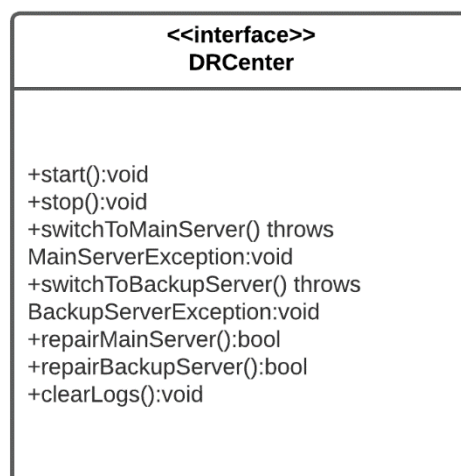 <<interface>>
DRCenter
+start():void
+stop():void
+switchToMainServer() throws
MainServerException:void
+switchToBackupServer() throws
BackupServerException:void
+repairMainServer():bool
+repairBackupServer():bool
+clearLogs():void